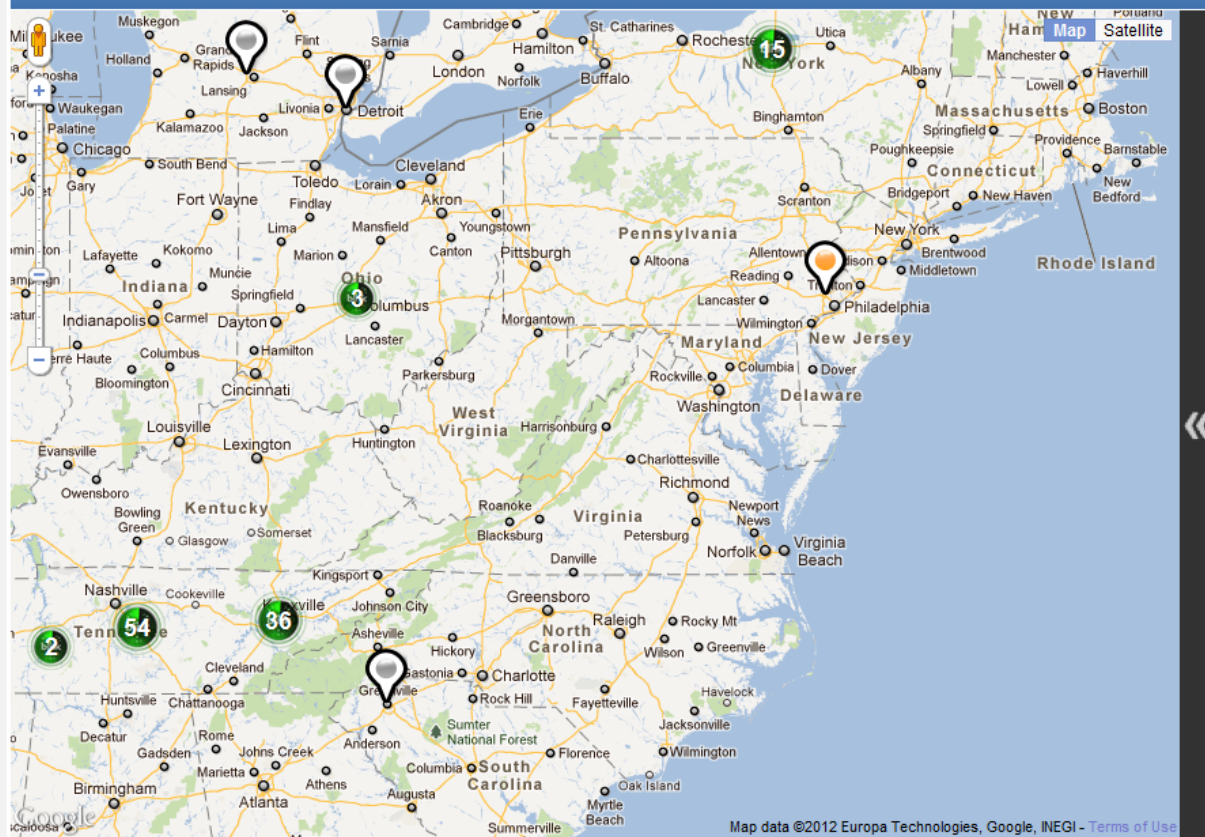 Muskegon
Portland
New
Cambridge
St. Catharines
Grand
Rapids
Flint
Sarnia
Hamilton
Rochester
15
Utica
Map
Satellite
Holland
New York
Manchester
Kenosha
Lansing
London
Norfolk
Buffalo
Albany
Haverhill
Lowell
Waukegan
Livonia
Detroit
Erie
Massachusetts
Boston
Palatine
Kalamazoo
Jackson
Binghamton
Springfield
Chicago
Poughkeepsie
Providence
Barnstable
South Bend
Cleveland
Connecticut
Gary
Toledo
Lorain
Scranton
Bridgeport
New Haven
New
Bedford
Fort Wayne
Findlay
Akron
Lima
Mansfield
Youngstown
Pennsylvania
New York
Lafayette
Kokomo
Marion
Canton
Pittsburgh
Altoona
Allentown
Brentwood
Rhode Island
Muncie
Ohio
Reading
Middletown
Indiana
Springfield
3
Columbus
Lancaster
Trenton
Philadelphia
Indianapolis
Carmel
Dayton
Lancaster
Morgantown
Wilmington
New Jersey
Terre Haute
Columbus
Hamilton
Parkersburg
Maryland
Bloomington
Cincinnati
Rockville
Columbia
Dover
Washington
Delaware
West
Virginia
Louisville
Lexington
Huntington
Harrisonburg
Evansville
Charlottesville
Owensboro
Richmond
Bowling
Green
Kentucky
Roanoke
Virginia
Newport
News
Glasgow
Somerset
Blacksburg
Petersburg
Norfolk
Virginia
Beach
Danville
Kingsport
Nashville
Cookeville
Knoxville
Johnson City
Greensboro
2
54
Tennessee
36
Asheville
North
Carolina
Raleigh
Rocky Mt
Hickory
Wilson
Greenville
Cleveland
Gastonia
Charlotte
Greenville
Huntsville
Chattanooga
Rock Hill
Fayetteville
Havelock
Decatur
Rome
Sumter
National Forest
Jacksonville
Gadsden
Johns Creek
Anderson
Florence
Wilmington
Marietta
Athens
Columbia
South
Carolina
Oak Island
Birmingham
Atlanta
Augusta
Myrtle
Beach
Google
Summerville
Map data ©2012 Europa Technologies, Google, INEGI - Terms of Use